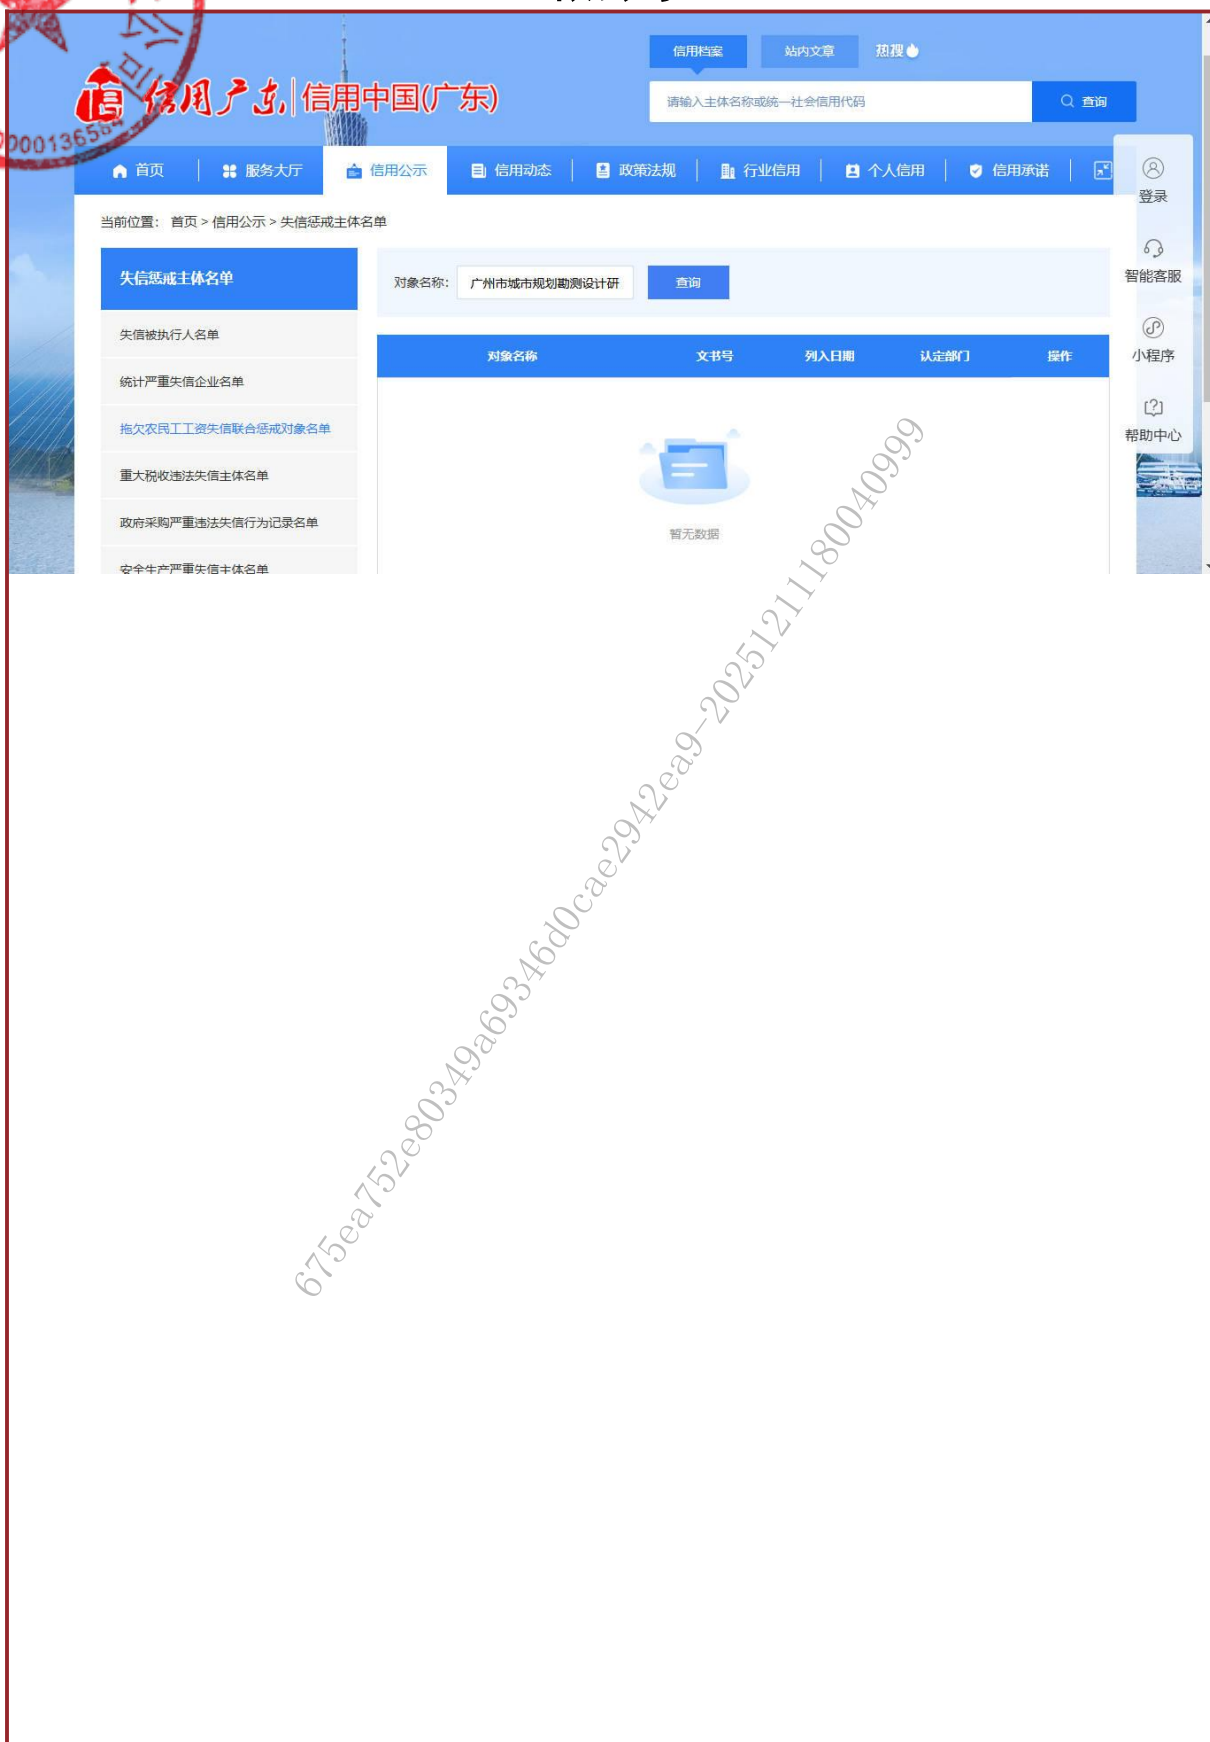 信用档案 站内文章 热搜
信用广东 信用中国(广东)
请输入主体名称或统一社会信用代码 查询
首页 服务大厅 信用公示 信用动态 政策法规 行业信用 个人信用 信用承诺
登录
智能客服
小程序
帮助中心
当前位置： 首页 > 信用公示 > 失信惩戒主体名单
失信惩戒主体名单
失信被执行人名单
统计严重失信企业名单
拖欠农民工工资失信联合惩戒对象名单
重大税收违法失信主体名单
政府采购严重违法失信行为记录名单
安全生产严重失信主体名单
对象名称： 广州市城市规划勘测设计研 查询
对象名称 文书号 列入日期 认定部门 操作
暂无数据
675ea752e80349a69346d0cae2942ea9-20251211180040999
公司